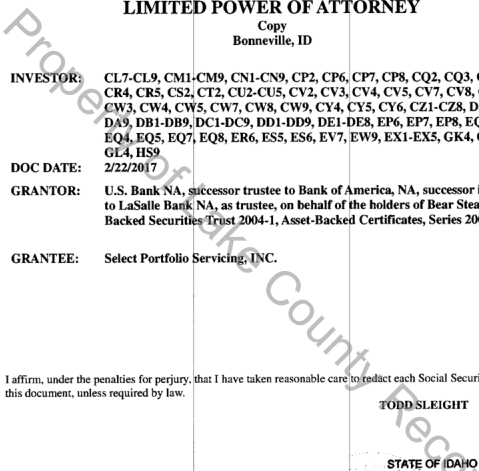 LIMITED POWER OF ATTORNEY
Copy
Bonneville, ID
INVESTOR: CL7-CL9, CM1-CM9, CN1-CN9, CP2, CP6, CP7, CP8, CQ2, CQ3,
CR4, CR5, CS2, CT2, CU2-CU5, CV2, CV3, CV4, CV5, CV7, CV8,
CW3, CW4, CW5, CW7, CW8, CW9, CY4, CY5, CY6, CZ1-CZ8,
DA9, DB1-DB9, DC1-DC9, DD1-DD9, DE1-DE8, EP6, EP7, EP8,
EQ4, EQ5, EQ7, EQ8, ER6, ES5, ES6, EV7, EW9, EX1-EX5, GK4,
GL4, HS9
DOC DATE: 2/22/2017
GRANTOR: U.S. Bank NA, successor trustee to Bank of America, NA, successor
to LaSalle Bank NA, as trustee, on behalf of the holders of Bear
Backed Securities Trust 2004-1, Asset-Backed Certificates, Series
GRANTEE: Select Portfolio Servicing, INC.
I affirm, under the penalties for perjury, that I have taken reasonable care to redact each Social
this document, unless required by law.
TODD SLEIGHT
STATE OF IDAHO
Property of Lake County